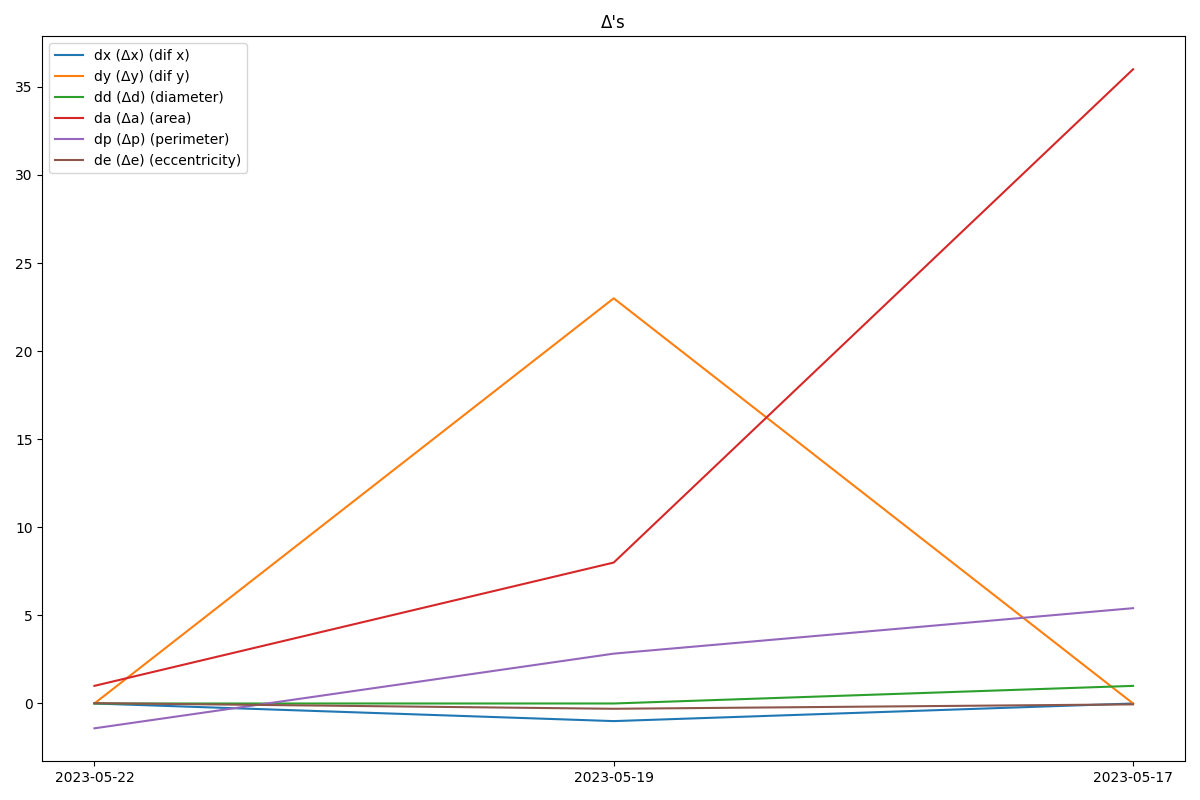 Δ's
dx (Δx) (dif x)
dy (Δy) (dif y)
dd (Δd) (diameter)
da (Δa) (area)
dp (Δp) (perimeter)
de (Δe) (eccentricity)
35
30
25
20
15
10
5
0
2023-05-22
2023-05-19
2023-05-17